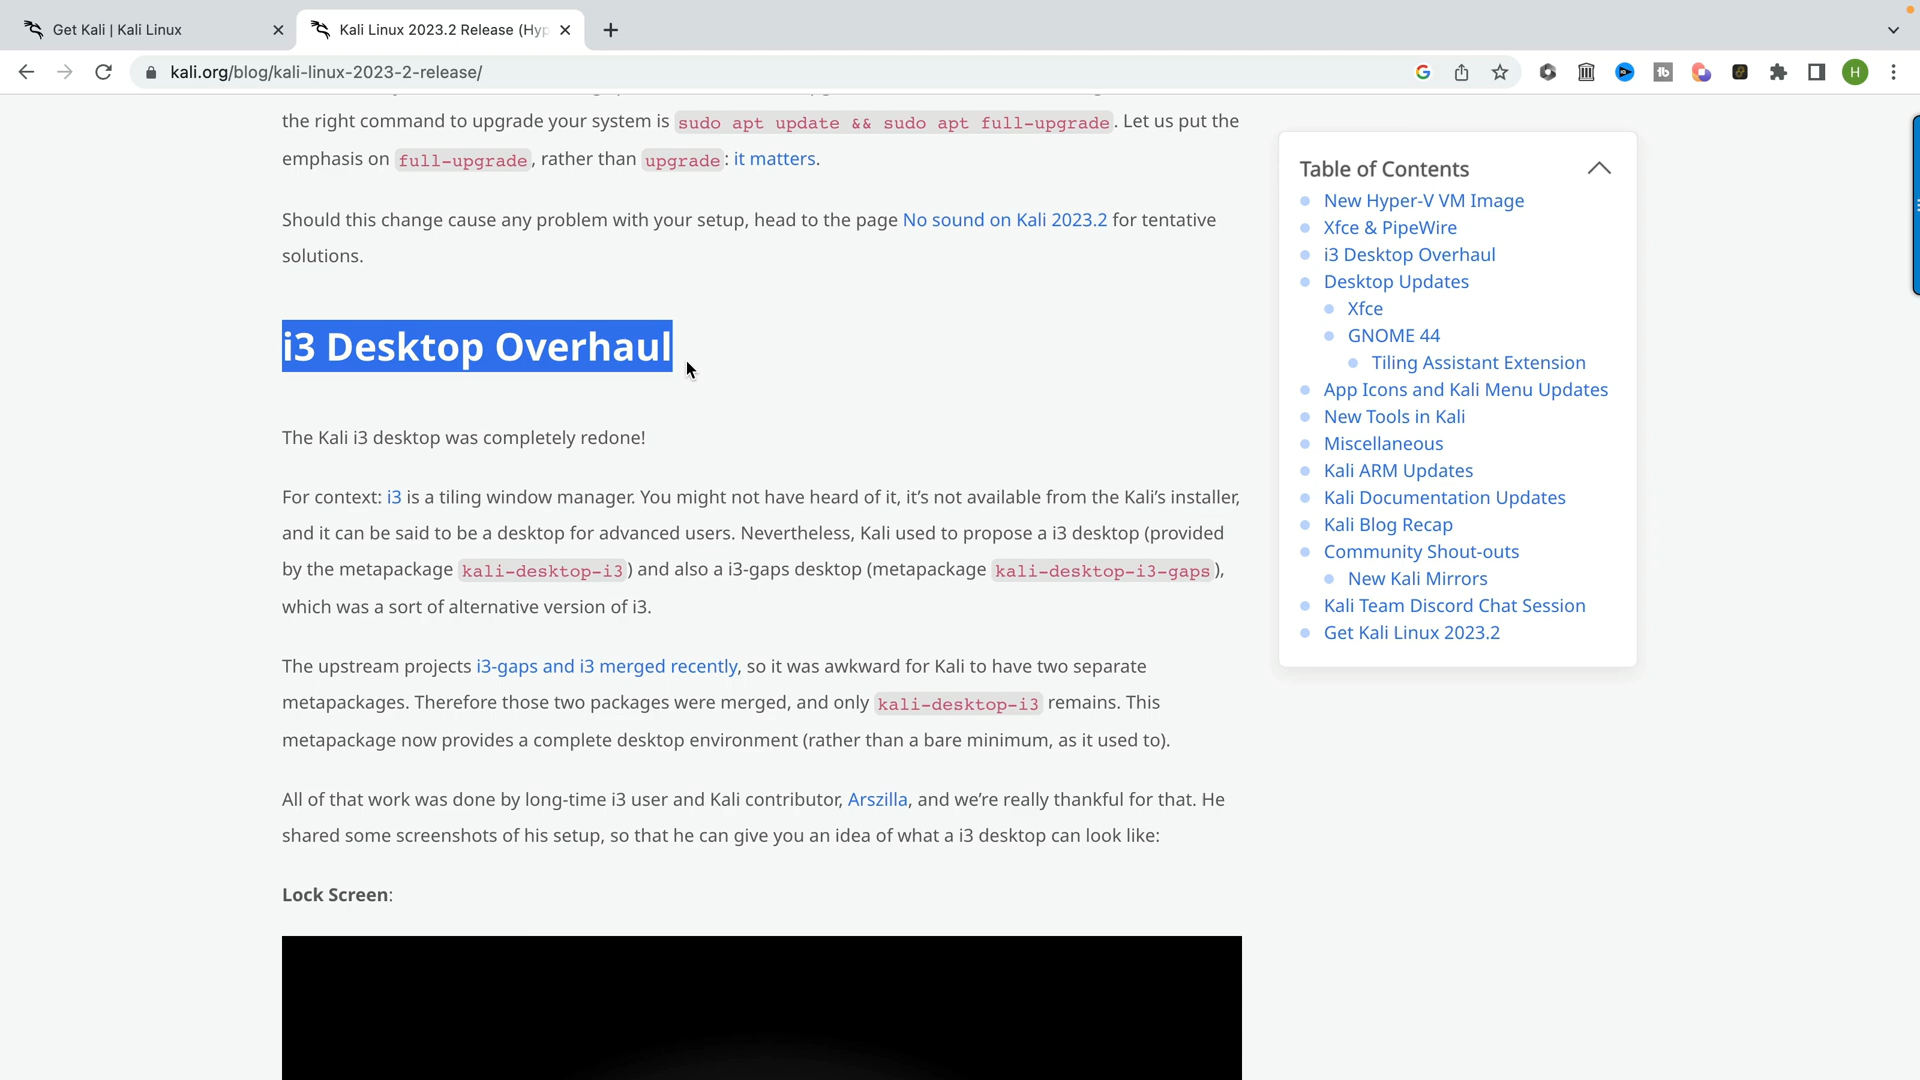 Get Kali | Kali Linux
Kali Linux 2023.2 Release (Hyp
kali.org/blog/kali-linux-2023-2-release/
H
the right command to upgrade your system is sudo apt update && sudo apt full-upgrade. Let us put the
emphasis on full-upgrade, rather than upgrade: it matters.
Should this change cause any problem with your setup, head to the page No sound on Kali 2023.2 for tentative
solutions.
i3 Desktop Overhaul
The Kali i3 desktop was completely redone!
For context: i3 is a tiling window manager. You might not have heard of it, it’s not available from the Kali’s installer,
and it can be said to be a desktop for advanced users. Nevertheless, Kali used to propose a i3 desktop (provided
by the metapackage kali-desktop-i3) and also a i3-gaps desktop (metapackage kali-desktop-i3-gaps),
which was a sort of alternative version of i3.
The upstream projects i3-gaps and i3 merged recently, so it was awkward for Kali to have two separate
metapackages. Therefore those two packages were merged, and only kali-desktop-i3 remains. This
metapackage now provides a complete desktop environment (rather than a bare minimum, as it used to).
All of that work was done by long-time i3 user and Kali contributor, Arszilla, and we’re really thankful for that. He
shared some screenshots of his setup, so that he can give you an idea of what a i3 desktop can look like:
Lock Screen:
Table of Contents
New Hyper-V VM Image
Xfce & PipeWire
i3 Desktop Overhaul
Desktop Updates
Xfce
GNOME 44
Tiling Assistant Extension
App Icons and Kali Menu Updates
New Tools in Kali
Miscellaneous
Kali ARM Updates
Kali Documentation Updates
Kali Blog Recap
Community Shout-outs
New Kali Mirrors
Kali Team Discord Chat Session
Get Kali Linux 2023.2